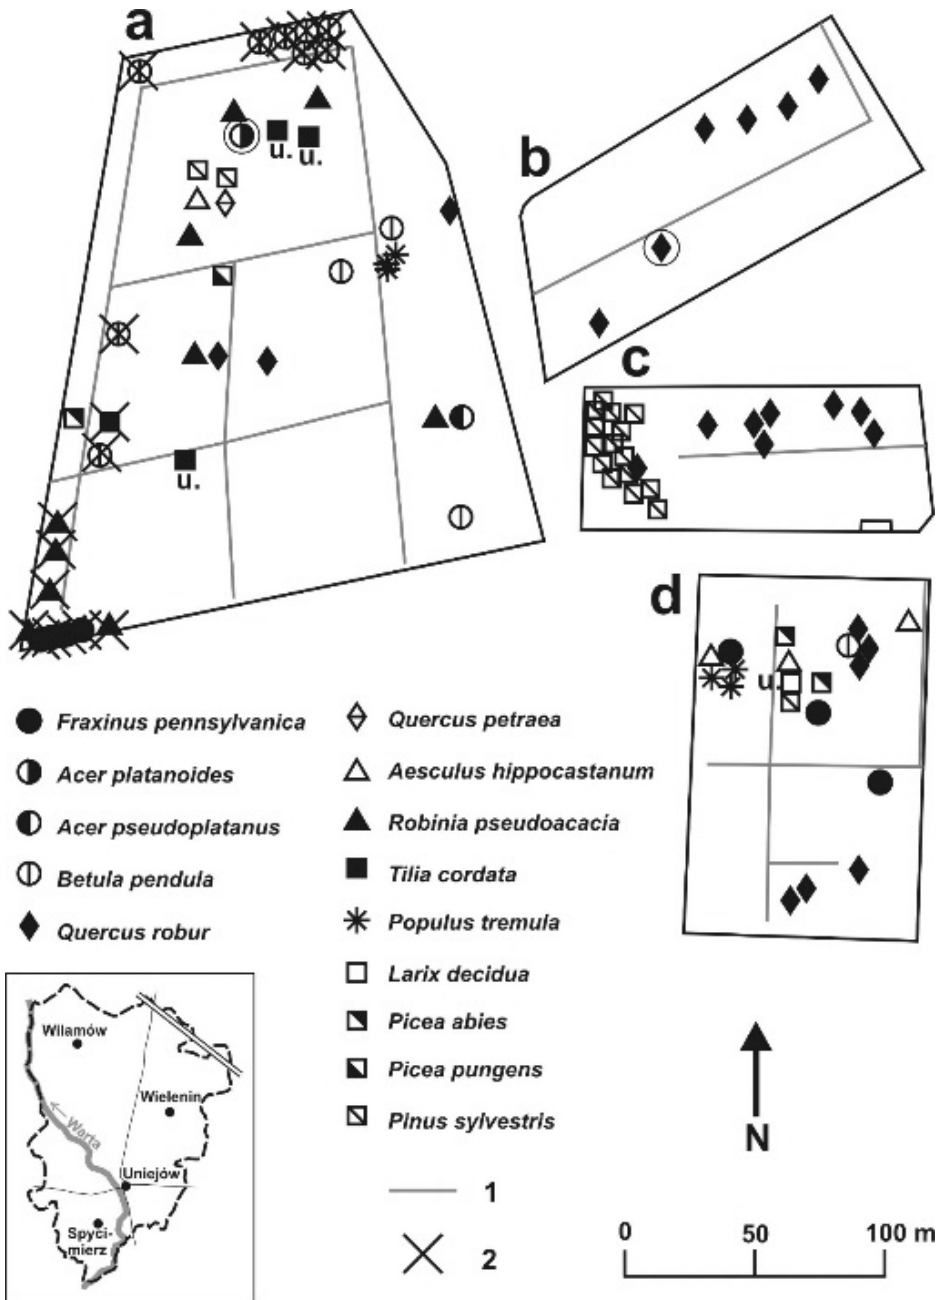 a
u.
u.
b
c
u.
d
u.
Fraxinus pennsylvanica
Acer platanoides
Acer pseudoplatanus
Betula pendula
Quercus robur
Quercus petraea
Aesculus hippocastanum
Robinia pseudoacacia
Tilia cordata
Populus tremula
Larix decidua
Picea abies
Picea pungens
Pinus sylvestris
1
2
Wilamów
Wielenin
Warta
Uniejów
Spyci-
mierz
N
0 50 100 m